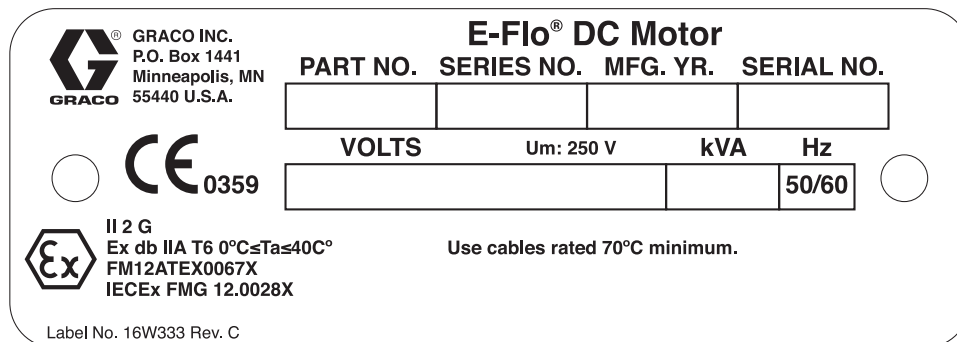 GRACO
®
GRACO INC.
P.O. Box 1441
Minneapolis, MN
55440 U.S.A.
E-Flo® DC Motor
PART NO. SERIES NO. MFG. YR. SERIAL NO.
VOLTS Um: 250 V kVA Hz
50/60
CE 0359
Ex
II 2 G
Ex db IIA T6 0°C≤Ta≤40C°
FM12ATEX0067X
IECEx FMG 12.0028X
Use cables rated 70°C minimum.
Label No. 16W333 Rev. C